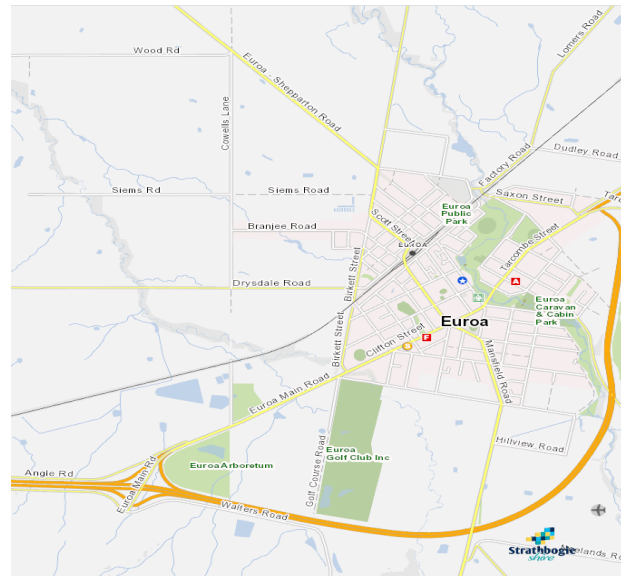 Lomers Road
Wood Rd
Euroa - Shepparton Road
Cowells Lane
Dudley Road
Factory Road
Siems Rd
Siems Road
Saxon Street
Euroa
Public
Park
Scott Street
Branjee Road
Tarcombe Street
EUROA
Birkett Street
Drysdale Road
A
Euroa
Caravan
& Cabin
Park
Euroa
Clifton Street
F
Birkett Street
Mansfield Road
Euroa Main Road
Hillview Road
Euroa
Golf Club Inc
Euroa Arboretum
Angle Rd
Euroa Main Rd
Golf Course Road
Walters Road
Strathbogie
shire